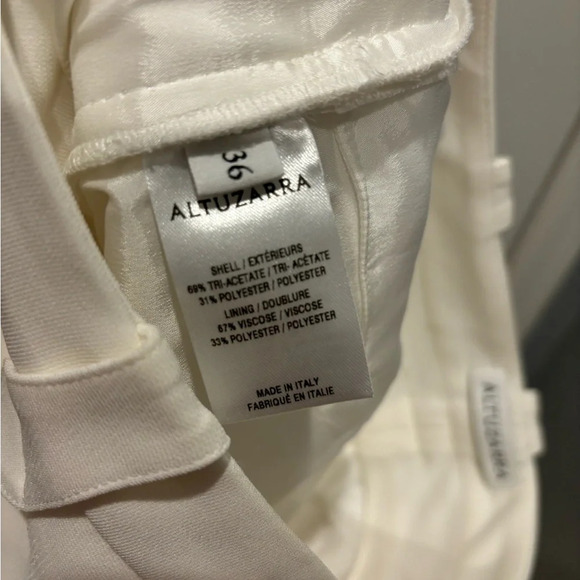 36
ALTUZARRA
SHELL / EXTÉRIEURS
69% TRI-ACETATE / TRI- ACÉTATE
31% POLYESTER / POLYESTER
LINING / DOUBLURE
67% VISCOSE / VISCOSE
33% POLYESTER / POLYESTER
MADE IN ITALY
FABRIQUÉ EN ITALIE
ALTUZARRA